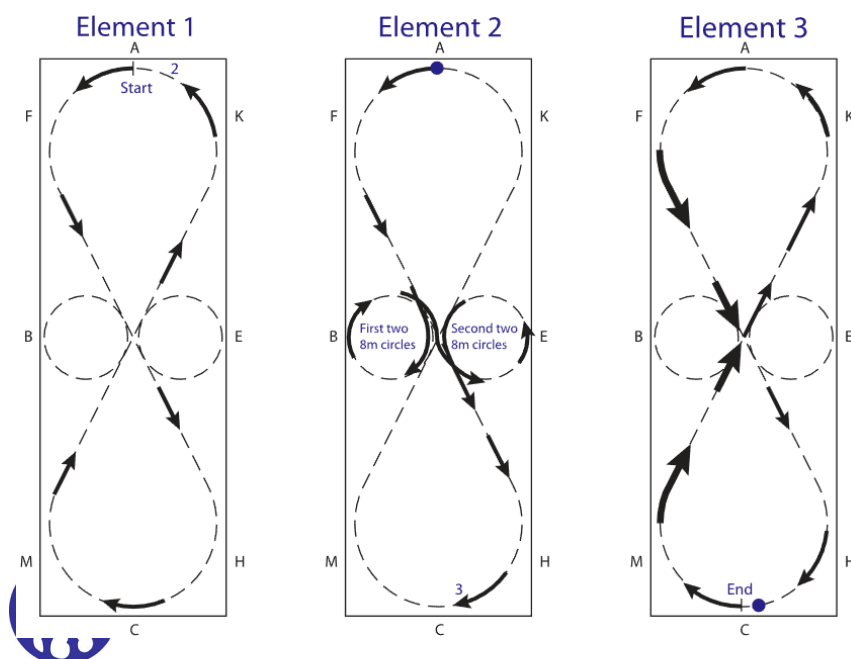 Element 1
A
2
Start
F
K
B
E
M
H
C
Element 2
A
F
K
B
First two
8m circles
Second two
8m circles
E
M
H
3
C
Element 3
A
F
K
B
E
M
H
End
C